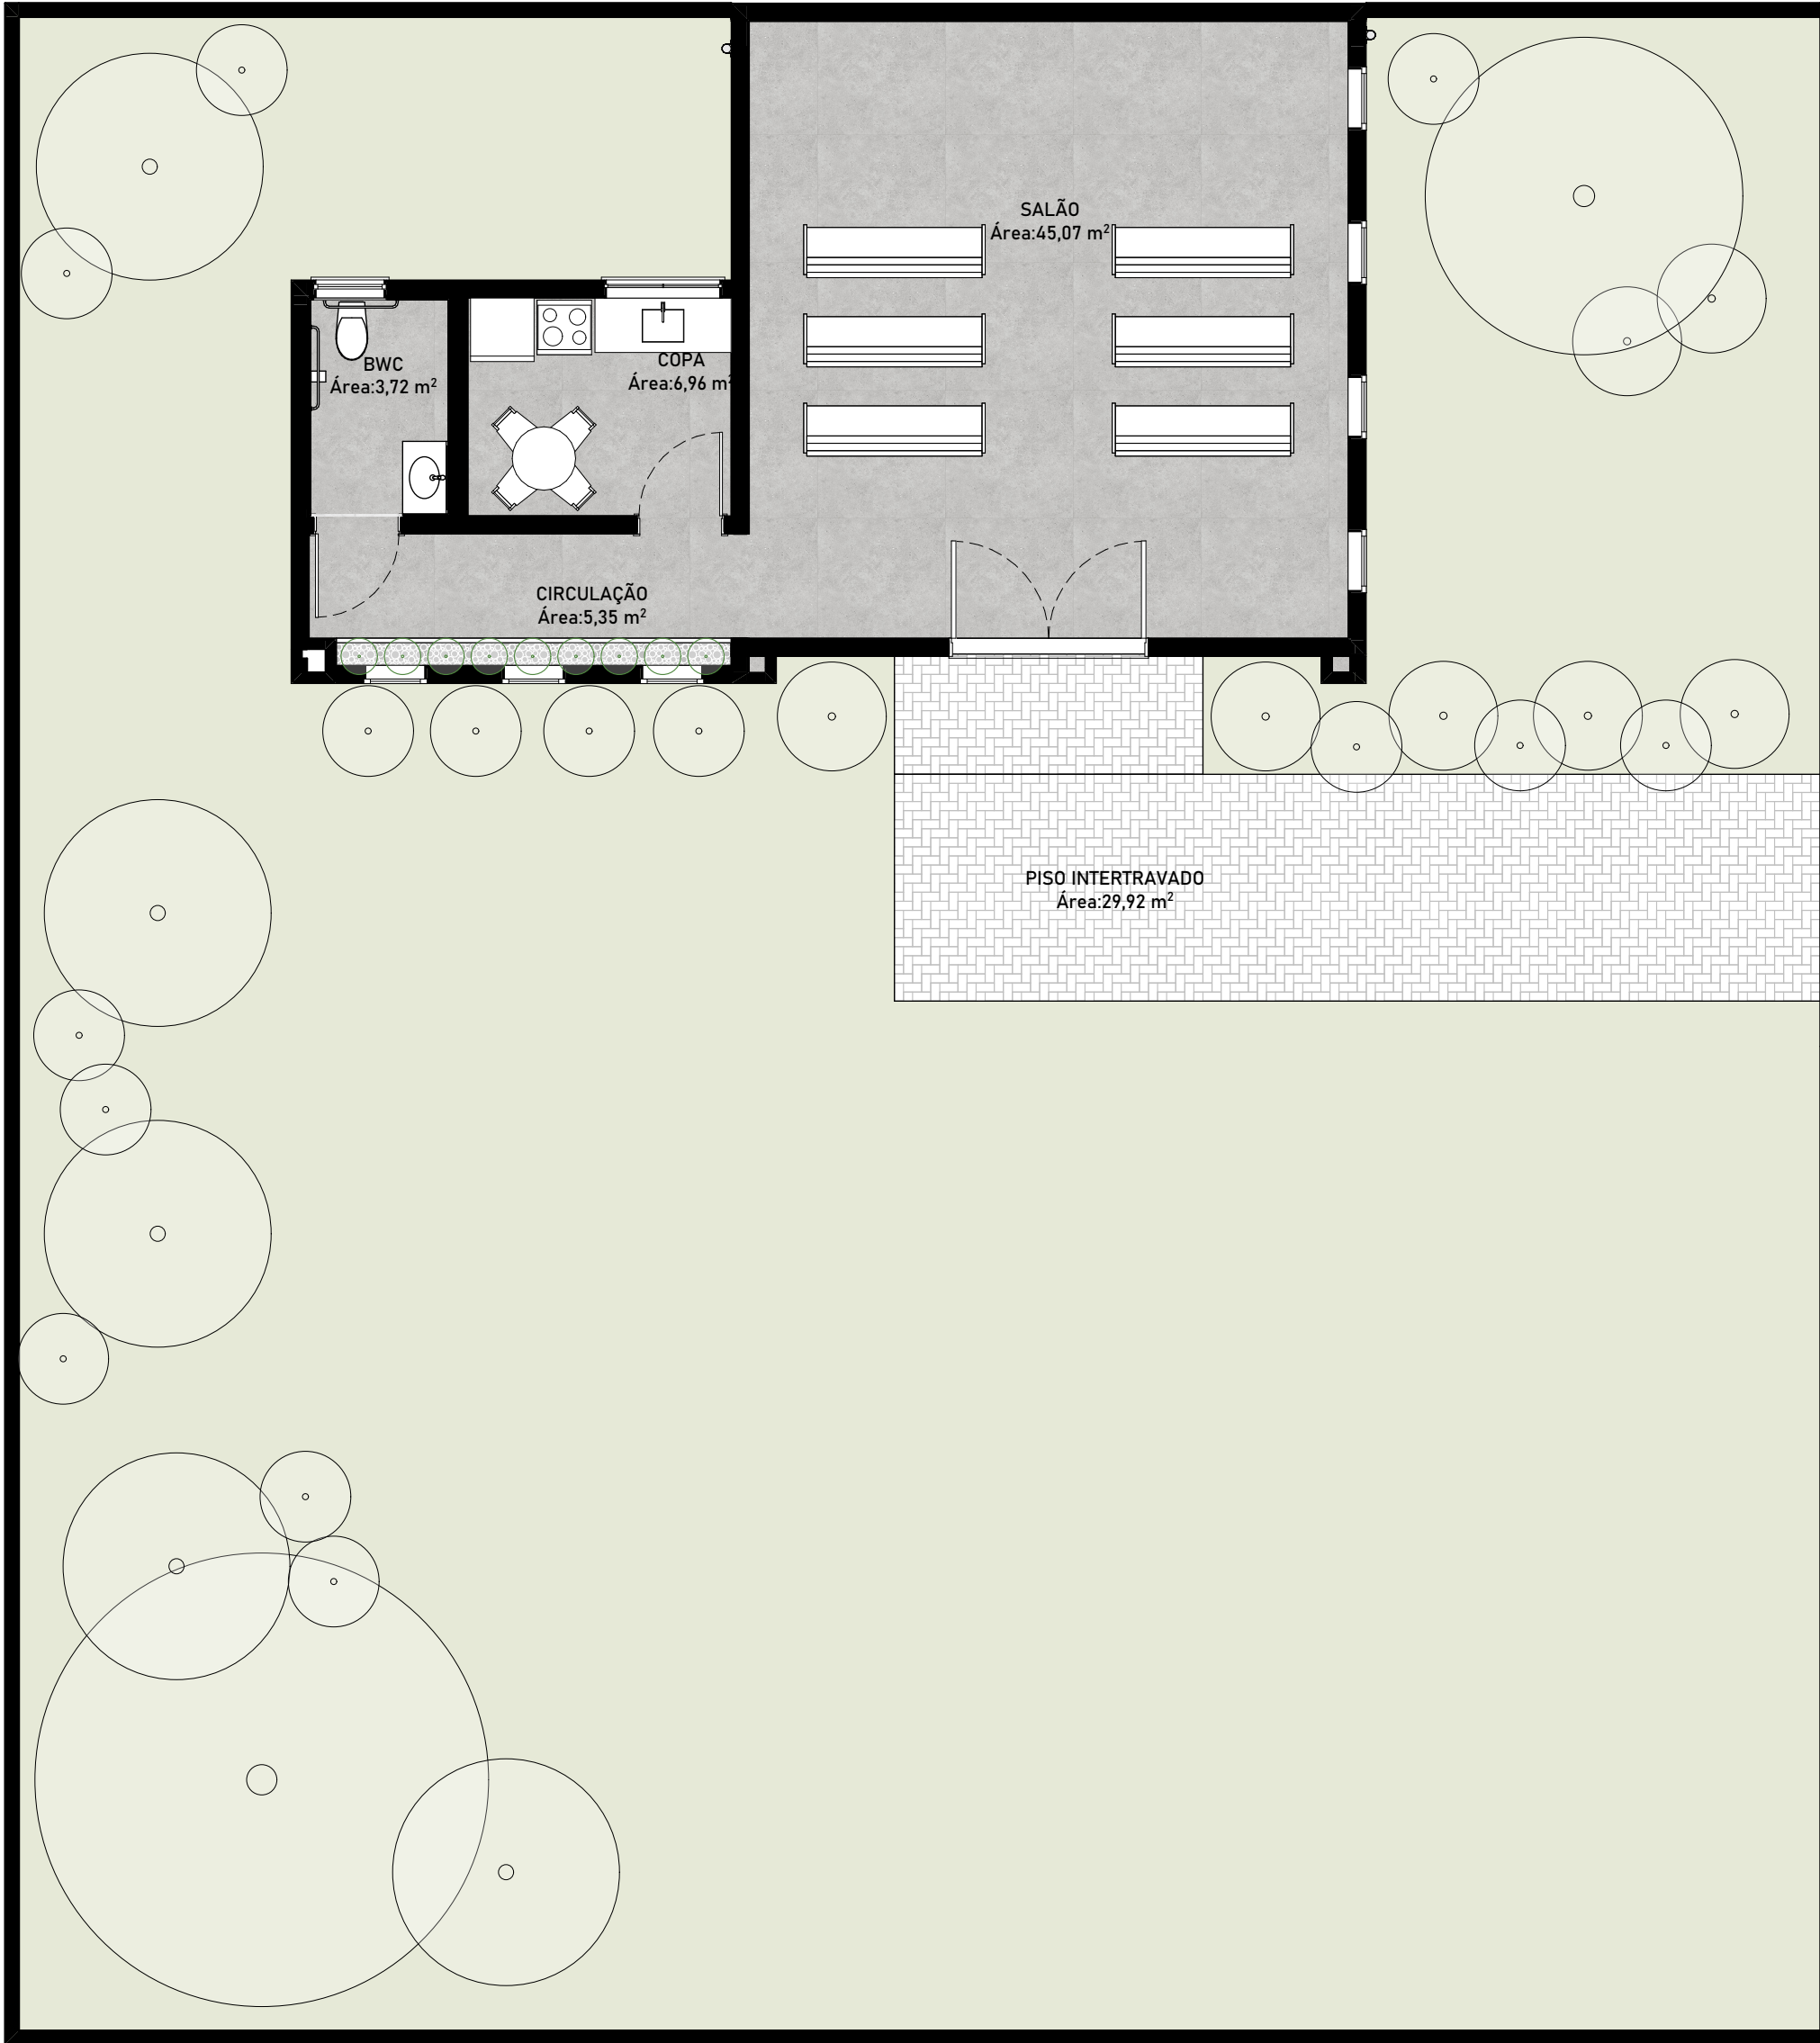 SALÃO
Área:45,07 m²
BWC
Área:3,72 m²
COPA
Área:6,96 m²
CIRCULAÇÃO
Área:5,35 m²
PISO INTERTRAVADO
Área:29,92 m²